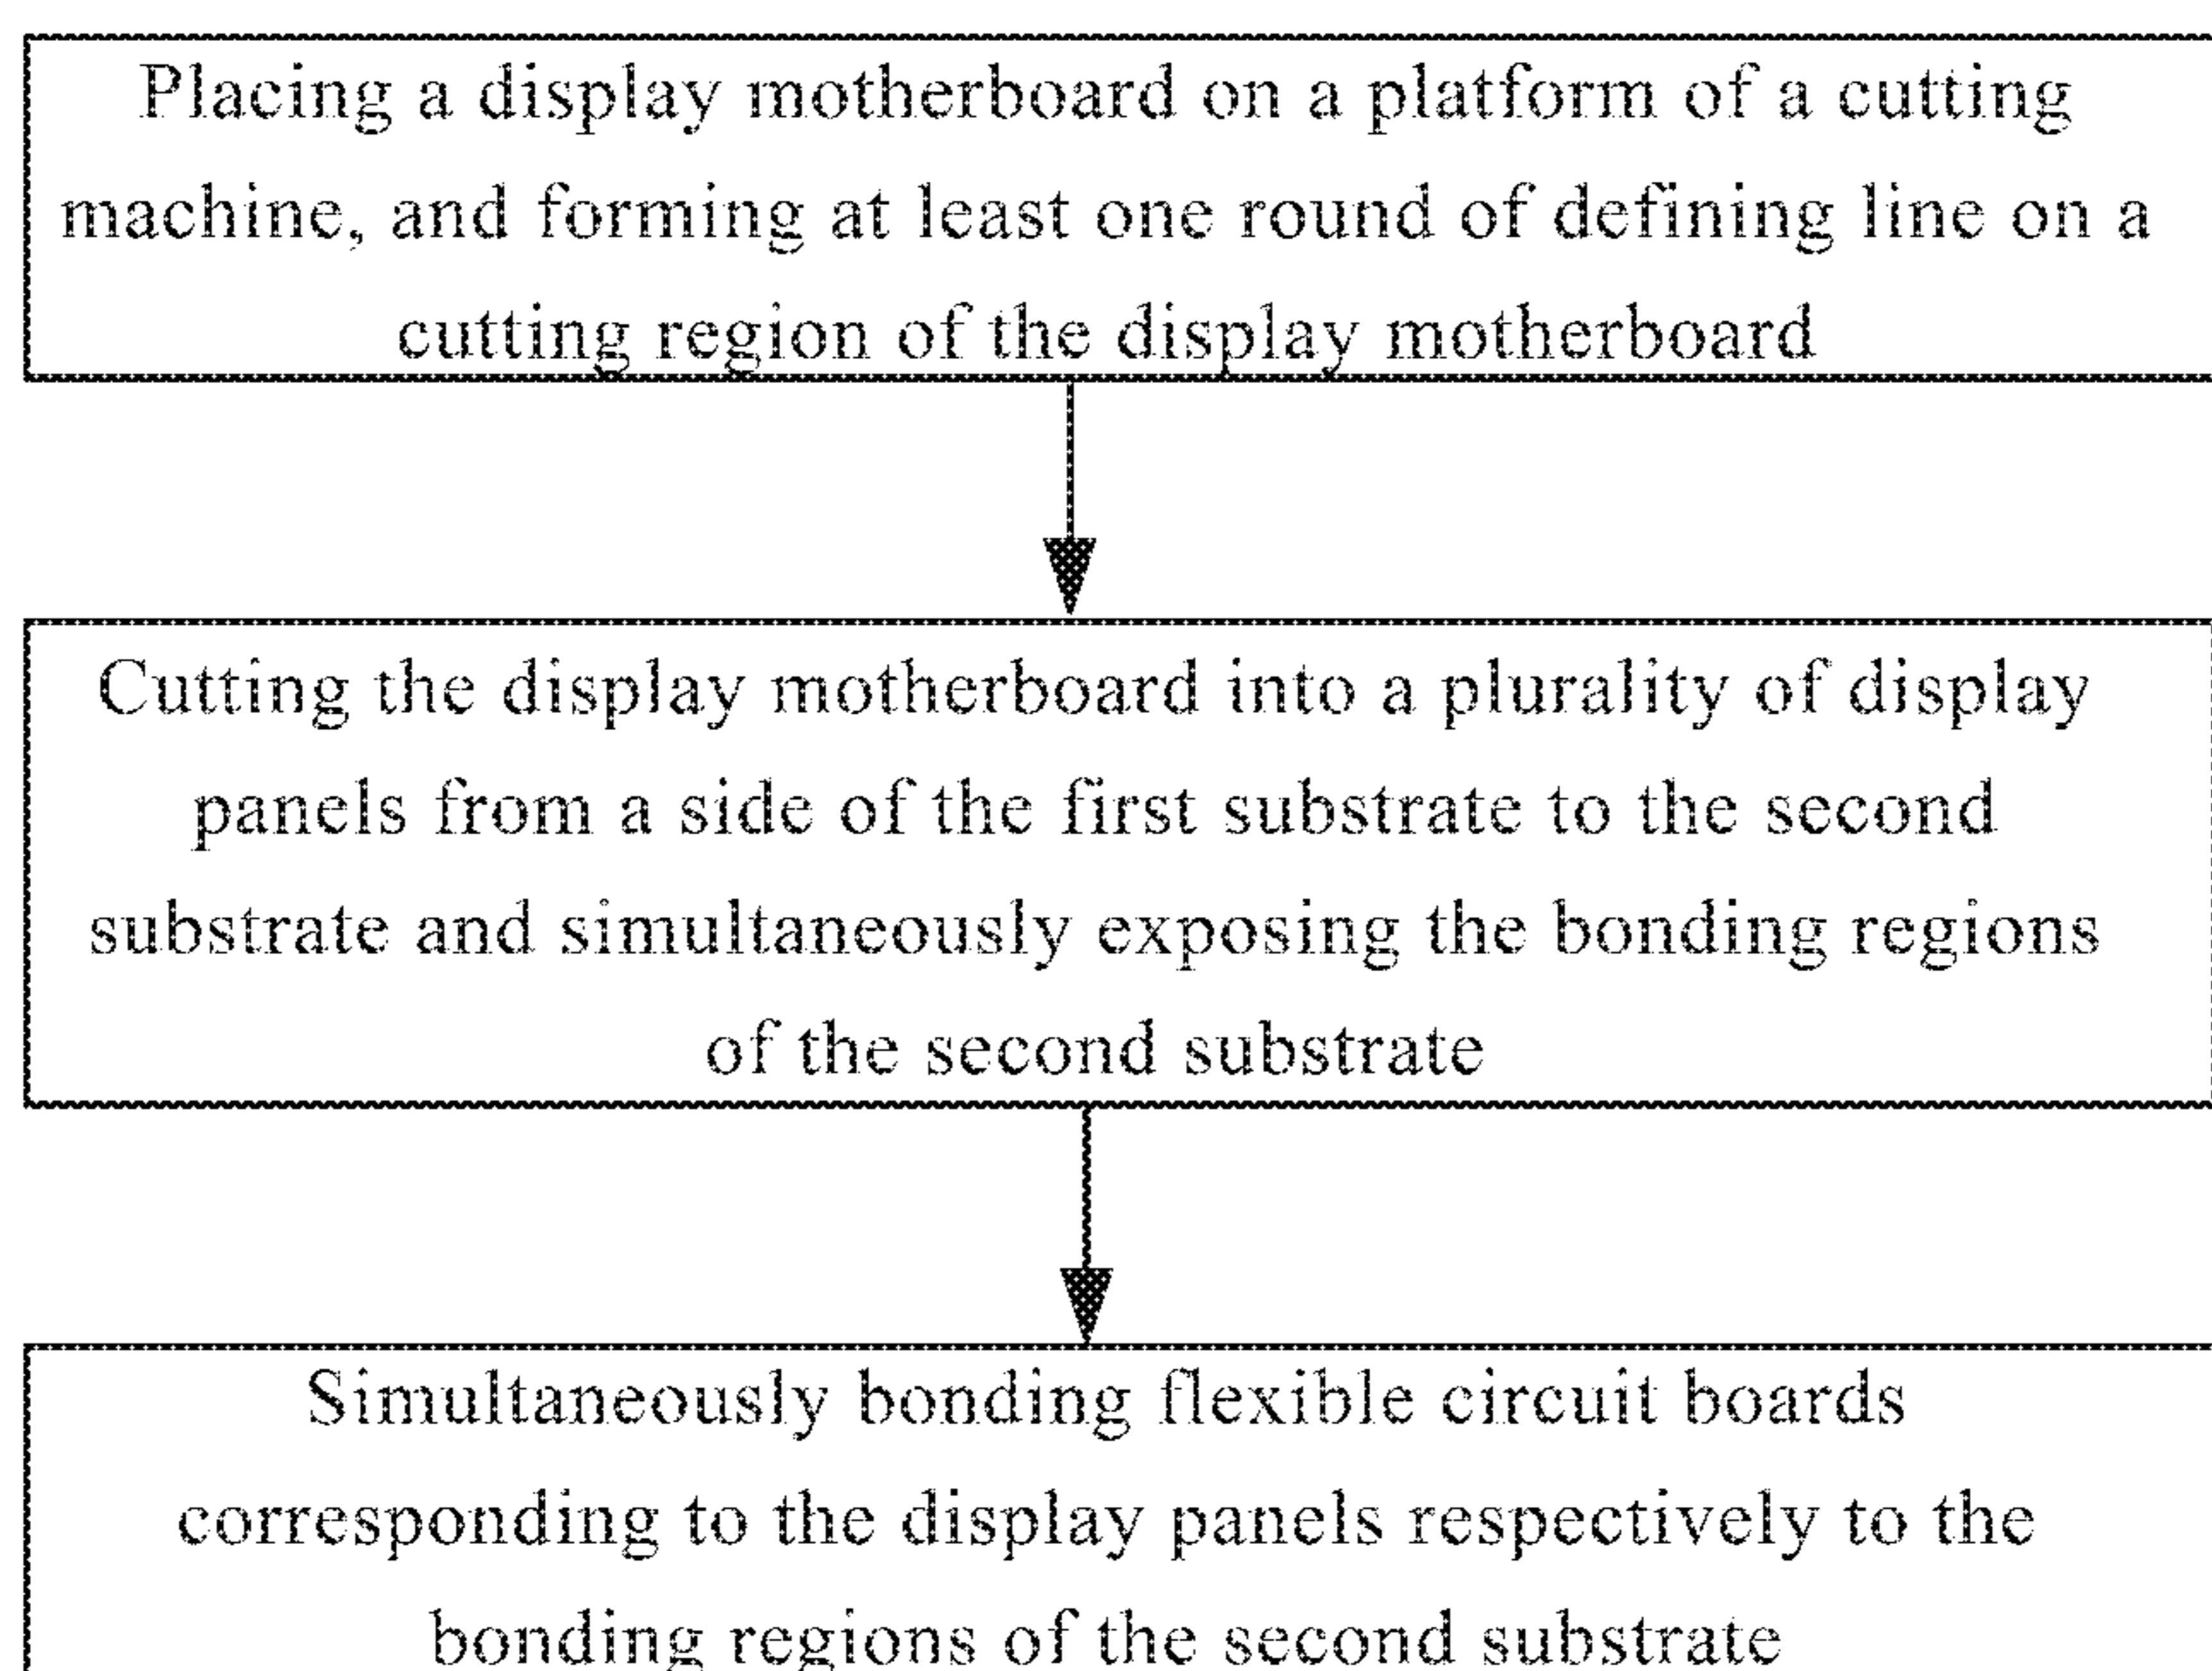 Placing a display motherboard on a platform of a cutting
machine, and forming at least one round of defining line on a
cutting region of the display motherboard
Cutting the display motherboard into a plurality of display
panels from a side of the first substrate to the second
substrate and simultaneously exposing the bonding regions
of the second substrate
Simultaneously bonding flexible circuit boards
corresponding to the display panels respectively to the
bonding regions of the second substrate